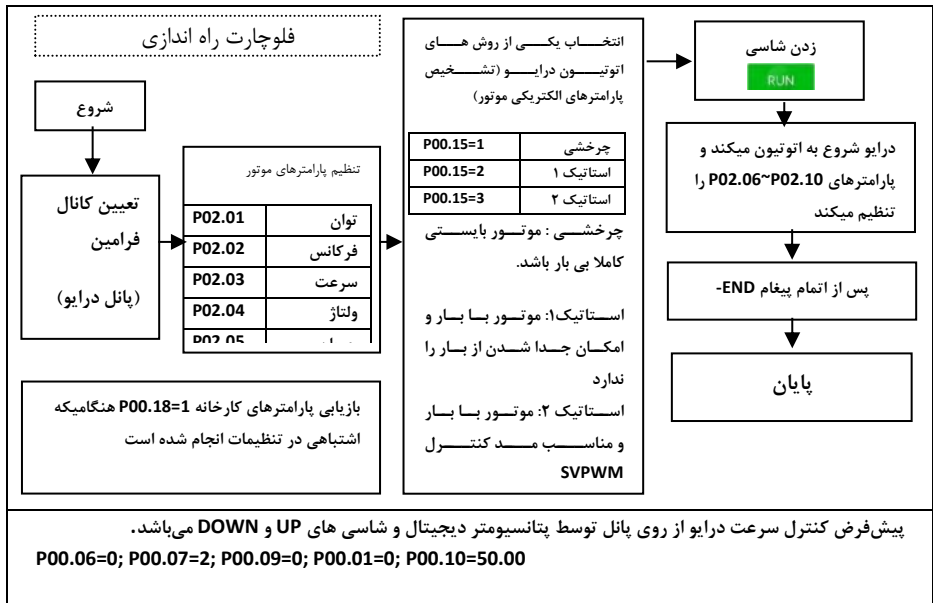 فلوچارت راه اندازی
شروع
تعیین کانال
فرامین
(پانل درایو)
تنظیم پارامترهای موتور
توان P02.01
فرکانس P02.02
سرعت P02.03
ولتاژ P02.04
P02.05
بازیابی پارامترهای کارخانه P00.18=1 هنگامیکه
اشتباهی در تنظیمات انجام شده است
انتخاب یکی از روش های
اتوتیون درایو (تشخیص
پارامترهای الکتریکی موتور)
چرخشی P00.15=1
استاتیک ۱ P00.15=2
استاتیک ۲ P00.15=3
چرخشی : موتور بایستی
کاملا بی بار باشد.
استاتیک۱: موتور با بار و
امکان جدا شدن از بار را
ندارد
استاتیک ۲: موتور با بار
و مناسب مد کنترل
SVPWM
زدن شاسی
RUN
درایو شروع به اتوتیون میکند و
پارامترهای P02.06~P02.10 را
تنظیم میکند
پس از اتمام پیغام END-
پایان
پیش‌فرض کنترل سرعت درایو از روی پانل توسط پتانسیومتر دیجیتال و شاسی های UP و DOWN می‌باشد.
P00.06=0; P00.07=2; P00.09=0; P00.01=0; P00.10=50.00